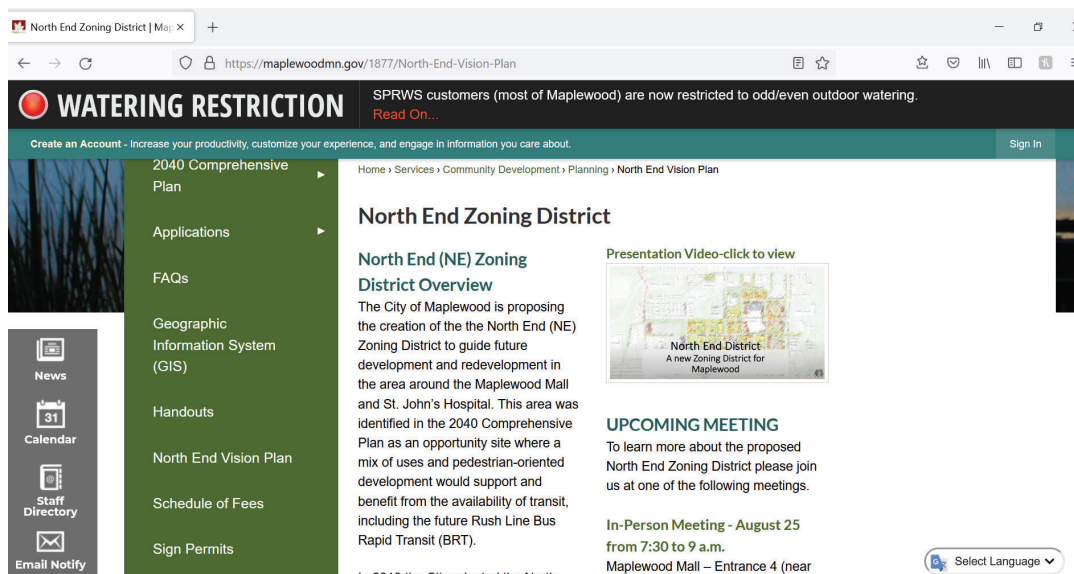 North End Zoning District | Map
https://maplewoodmn.gov/1877/North-End-Vision-Plan
WATERING RESTRICTION
SPRWS customers (most of Maplewood) are now restricted to odd/even outdoor watering.
Read On...
Create an Account - Increase your productivity, customize your experience, and engage in information you care about.
Sign In
2040 Comprehensive
Plan
Applications
FAQs
Geographic
Information System
(GIS)
Handouts
North End Vision Plan
Schedule of Fees
Sign Permits
News
31
Calendar
Staff
Directory
Email Notify
Home › Services › Community Development › Planning › North End Vision Plan
North End Zoning District
North End (NE) Zoning
District Overview
The City of Maplewood is proposing
the creation of the the North End (NE)
Zoning District to guide future
development and redevelopment in
the area around the Maplewood Mall
and St. John's Hospital. This area was
identified in the 2040 Comprehensive
Plan as an opportunity site where a
mix of uses and pedestrian-oriented
development would support and
benefit from the availability of transit,
including the future Rush Line Bus
Rapid Transit (BRT).
Presentation Video-click to view
North End District
A new Zoning District for
Maplewood
UPCOMING MEETING
To learn more about the proposed
North End Zoning District please join
us at one of the following meetings.
In-Person Meeting - August 25
from 7:30 to 9 a.m.
Maplewood Mall – Entrance 4 (near
Select Language